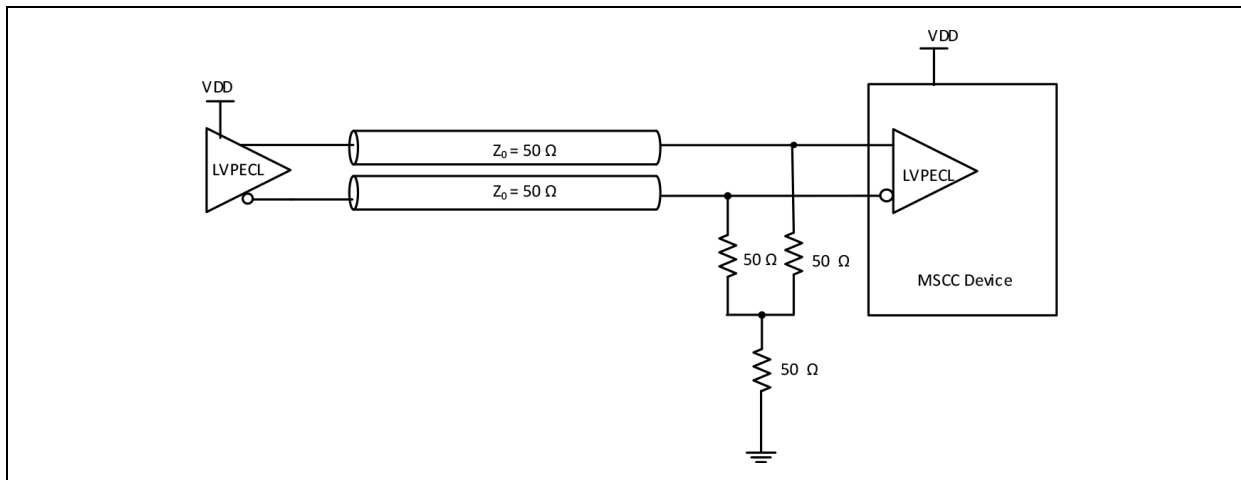 VDD
VDD
LVPECL
Z₀ = 50 Ω
Z₀ = 50 Ω
LVPECL
50 Ω
50 Ω
MSCC Device
50 Ω